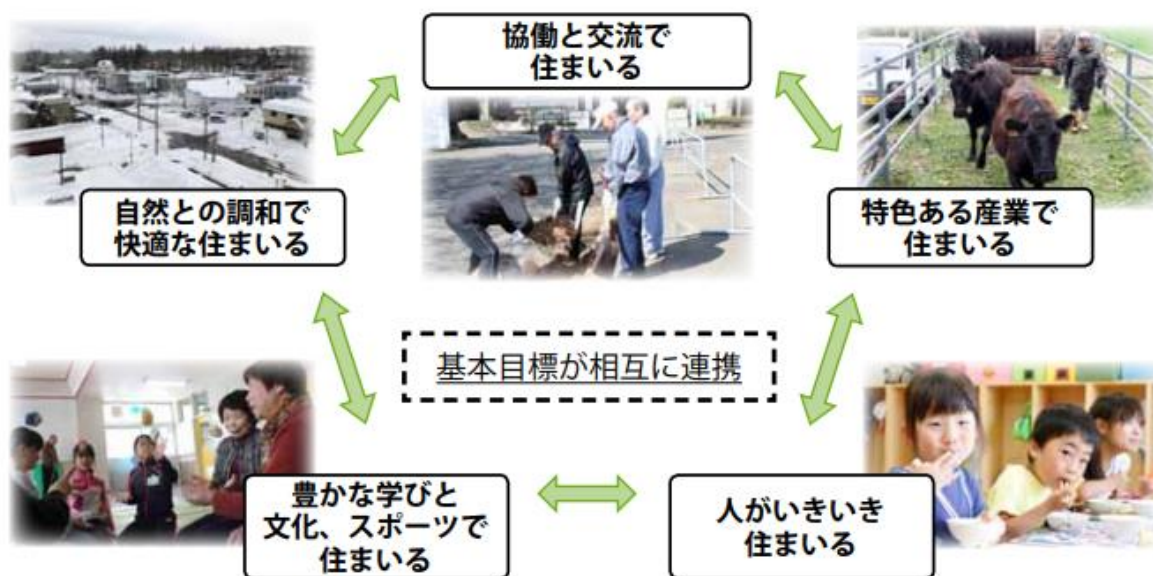 協働と交流で
住まいる
自然との調和で
快適な住まいる
特色ある産業で
住まいる
基本目標が相互に連携
豊かな学びと
文化、スポーツで
住まいる
人がいきいき
住まいる